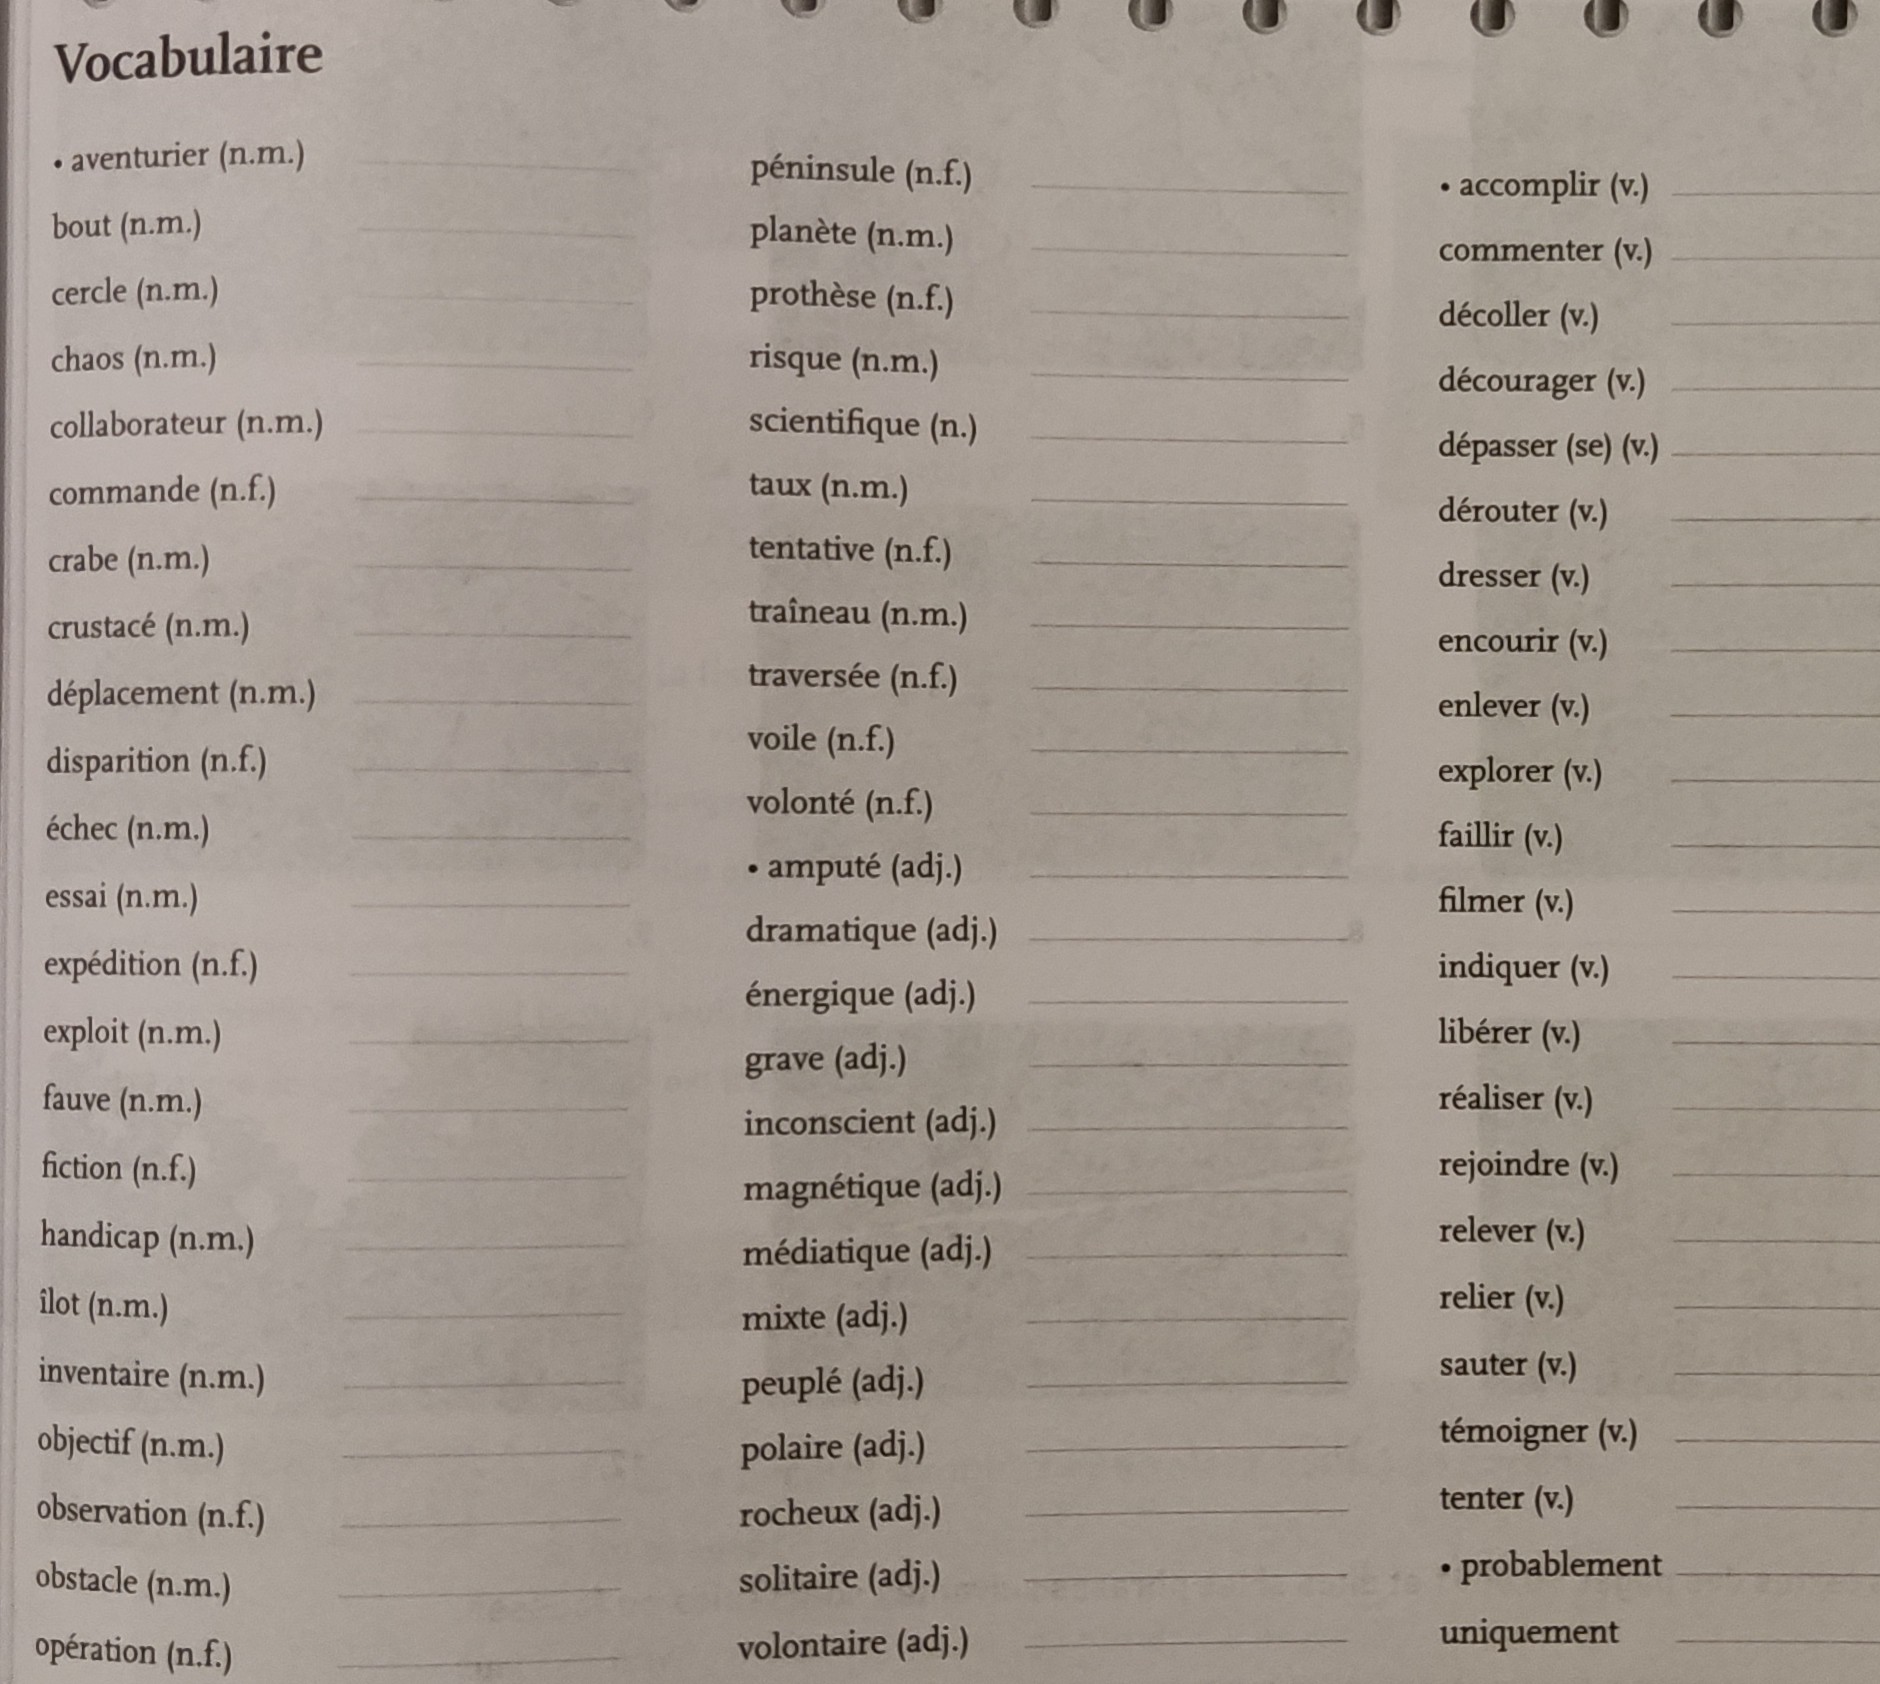 Vocabulaire
• aventurier (n.m.)
bout (n.m.)
cercle (n.m.)
chaos (n.m.)
collaborateur (n.m.)
commande (n.f.)
crabe (n.m.)
crustacé (n.m.)
déplacement (n.m.)
disparition (n.f.)
échec (n.m.)
essai (n.m.)
expédition (n.f.)
exploit (n.m.)
fauve (n.m.)
fiction (n.f.)
handicap (n.m.)
îlot (n.m.)
inventaire (n.m.)
objectif (n.m.)
observation (n.f.)
obstacle (n.m.)
opération (n.f.)
péninsule (n.f.)
planète (n.m.)
prothèse (n.f.)
risque (n.m.)
scientifique (n.)
taux (n.m.)
tentative (n.f.)
traîneau (n.m.)
traversée (n.f.)
voile (n.f.)
volonté (n.f.)
• amputé (adj.)
dramatique (adj.)
énergique (adj.)
grave (adj.)
inconscient (adj.)
magnétique (adj.)
médiatique (adj.)
mixte (adj.)
peuplé (adj.)
polaire (adj.)
rocheux (adj.)
solitaire (adj.)
volontaire (adj.)
• accomplir (v.)
commenter (v.)
décoller (v.)
décourager (v.)
dépasser (se) (v.)
dérouter (v.)
dresser (v.)
encourir (v.)
enlever (v.)
explorer (v.)
faillir (v.)
filmer (v.)
indiquer (v.)
libérer (v.)
réaliser (v.)
rejoindre (v.)
relever (v.)
relier (v.)
sauter (v.)
témoigner (v.)
tenter (v.)
• probablement
uniquement